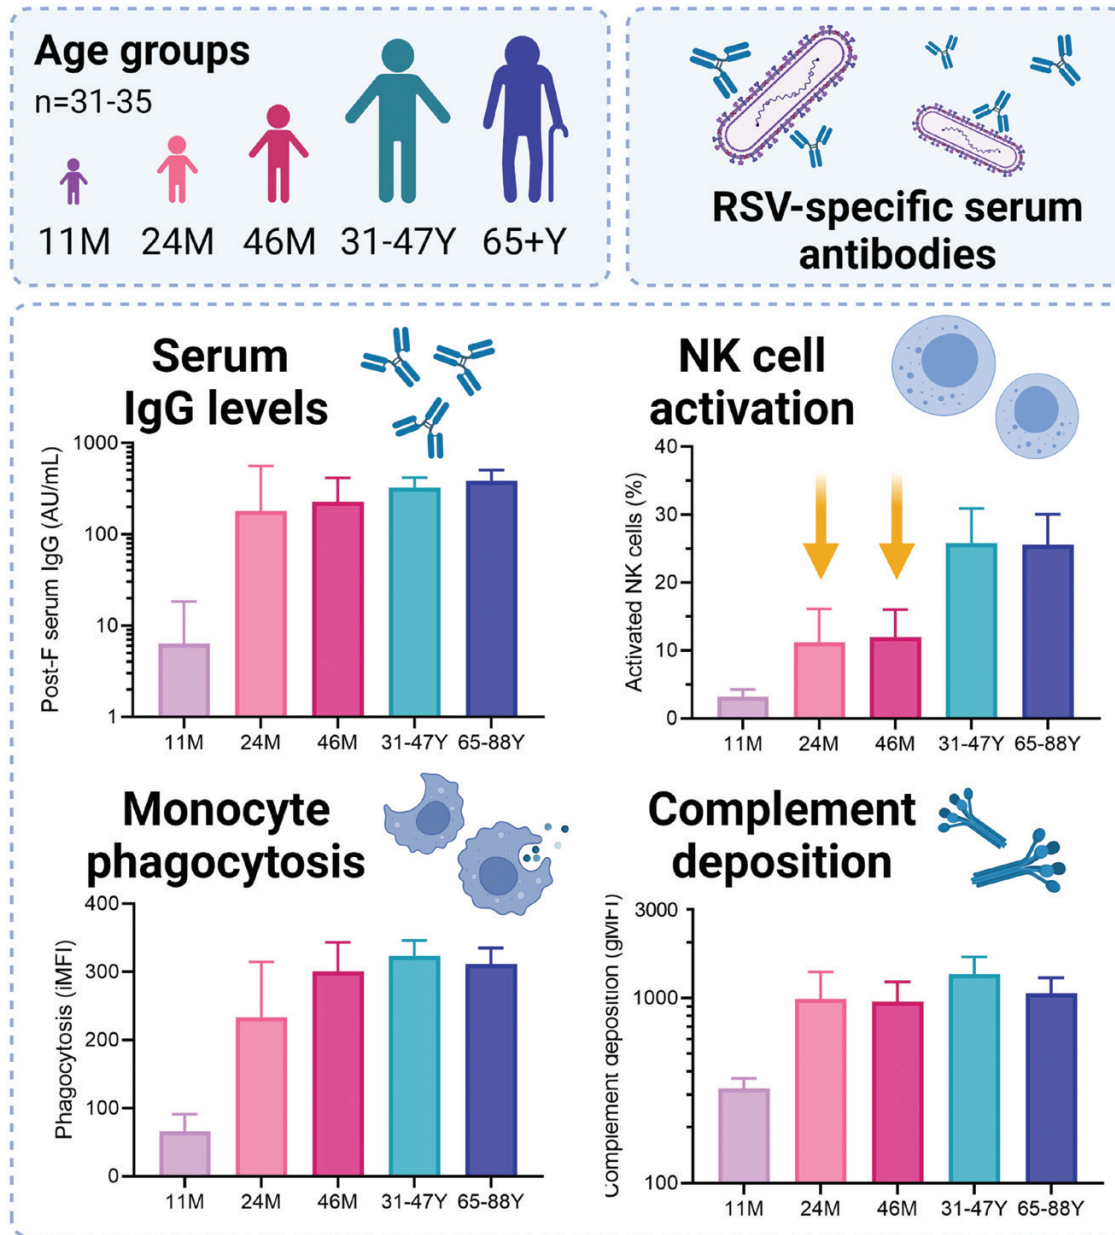 Age groups
n=31-35
11M 24M 46M 31-47Y 65+Y
RSV-specific serum
antibodies
Serum
IgG levels
Post-F serum IgG (AU/mL)
1000
100
10
1
11M 24M 46M 31-47Y 65-88Y
NK cell
activation
Activated NK cells (%)
40
30
20
10
0
11M 24M 46M 31-47Y 65-88Y
Monocyte
phagocytosis
Phagocytosis (iMFI)
400
300
200
100
0
11M 24M 46M 31-47Y 65-88Y
Complement
deposition
Complement deposition (gMFI)
3000
1000
100
11M 24M 46M 31-47Y 65-88Y